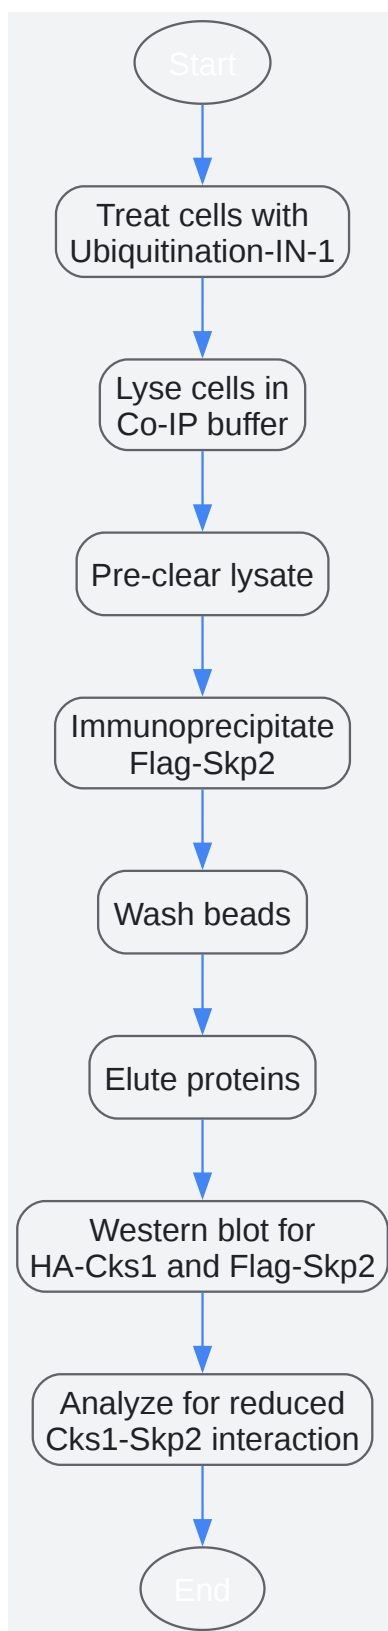 Start
Treat cells with
Ubiquitination-IN-1
Lyse cells in
Co-IP buffer
Pre-clear lysate
Immunoprecipitate
Flag-Skp2
Wash beads
Elute proteins
Western blot for
HA-Cks1 and Flag-Skp2
Analyze for reduced
Cks1-Skp2 interaction
End